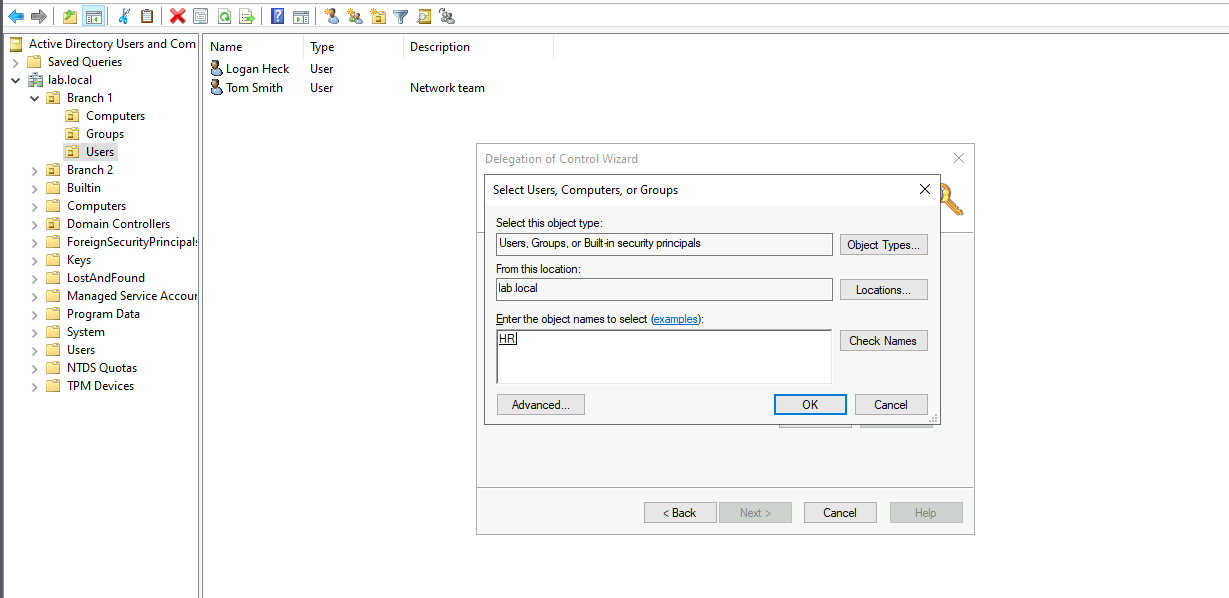 Active Directory Users and Com
Saved Queries
lab.local
Branch 1
Computers
Groups
Users
Branch 2
Builtin
Computers
Domain Controllers
ForeignSecurityPrincipals
Keys
LostAndFound
Managed Service Accour
Program Data
System
Users
NTDS Quotas
TPM Devices
Name Type Description
Logan Heck User
Tom Smith User Network team
Delegation of Control Wizard
Select Users, Computers, or Groups
Select this object type:
Users, Groups, or Built-in security principals Object Types...
From this location:
lab.local Locations...
Enter the object names to select (examples):
HR Check Names
Advanced... OK Cancel
< Back Next > Cancel Help